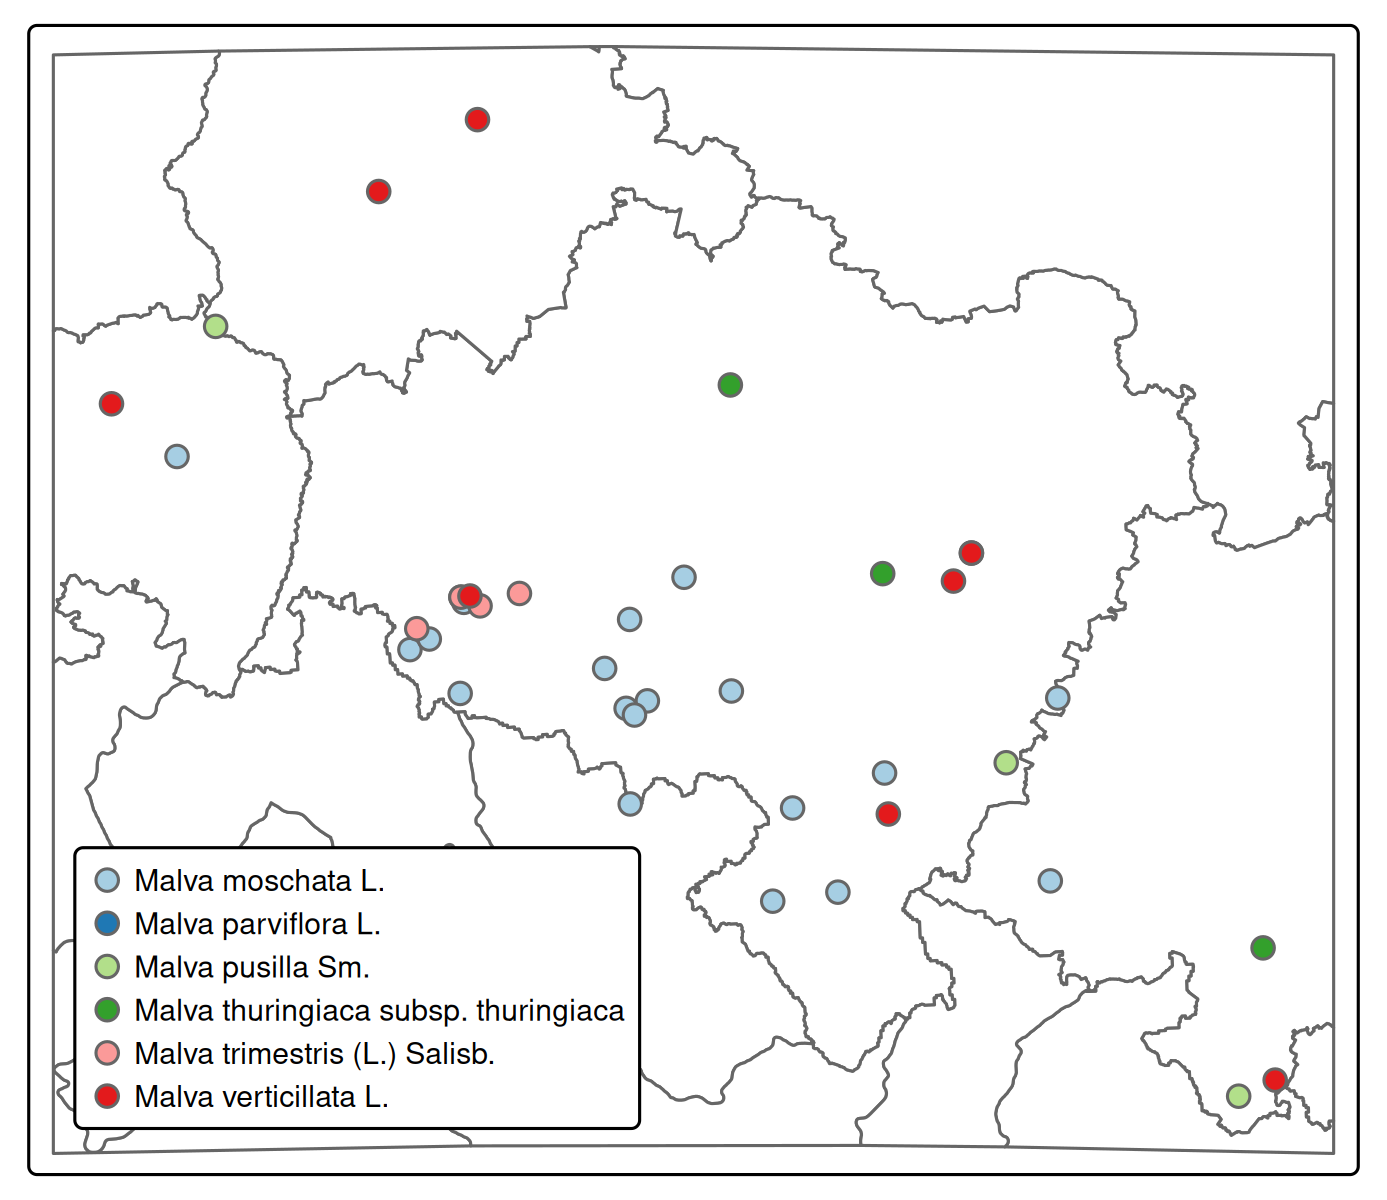 Malva moschata L.
Malva parviflora L.
Malva pusilla Sm.
Malva thuringiaca subsp. thuringiaca
Malva trimestris (L.) Salisb.
Malva verticillata L.